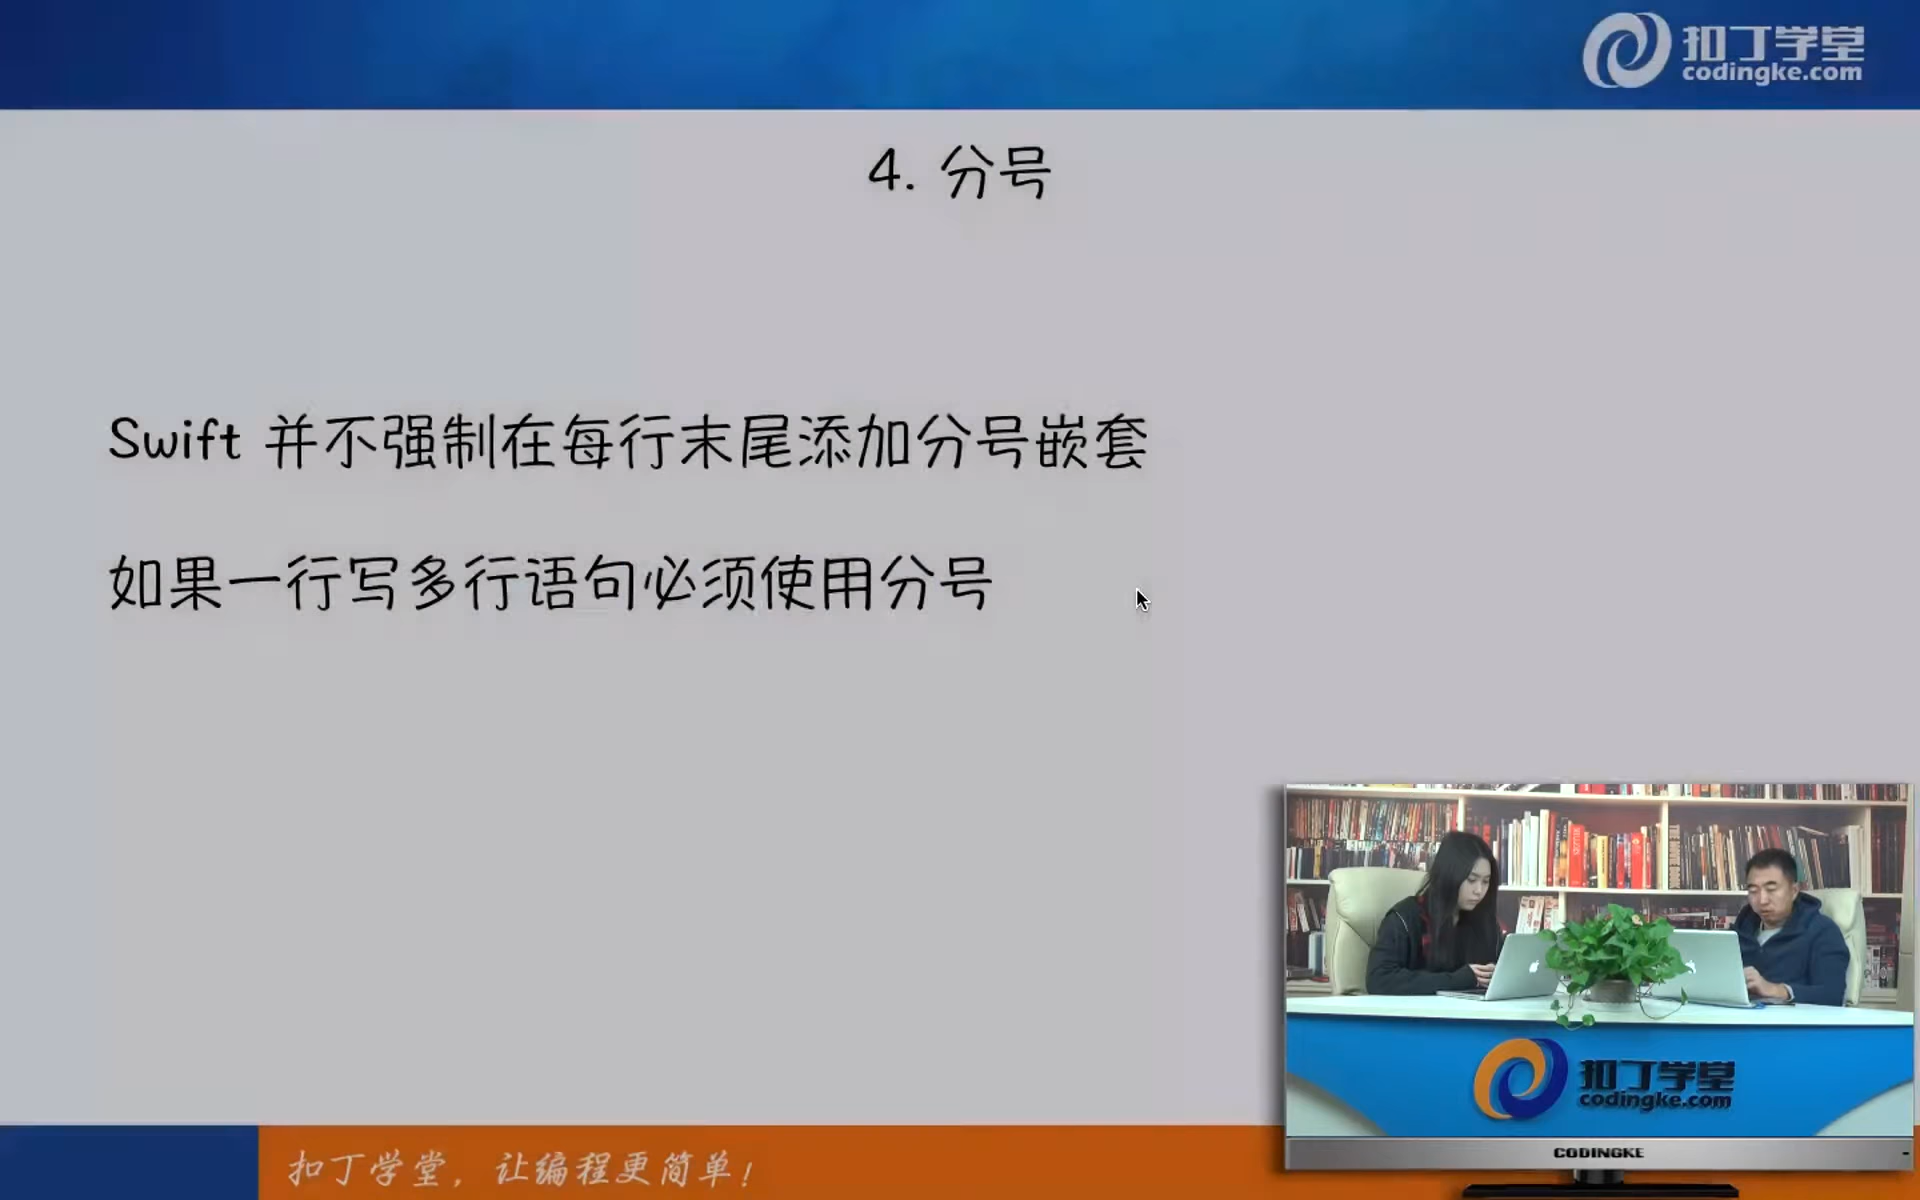 扣丁学堂
codingke.com
4. 分号
Swift 并不强制在每行末尾添加分号嵌套
如果一行写多行语句必须使用分号
扣丁学堂
codingke.com
CODINGKE
扣丁学堂，让编程更简单！